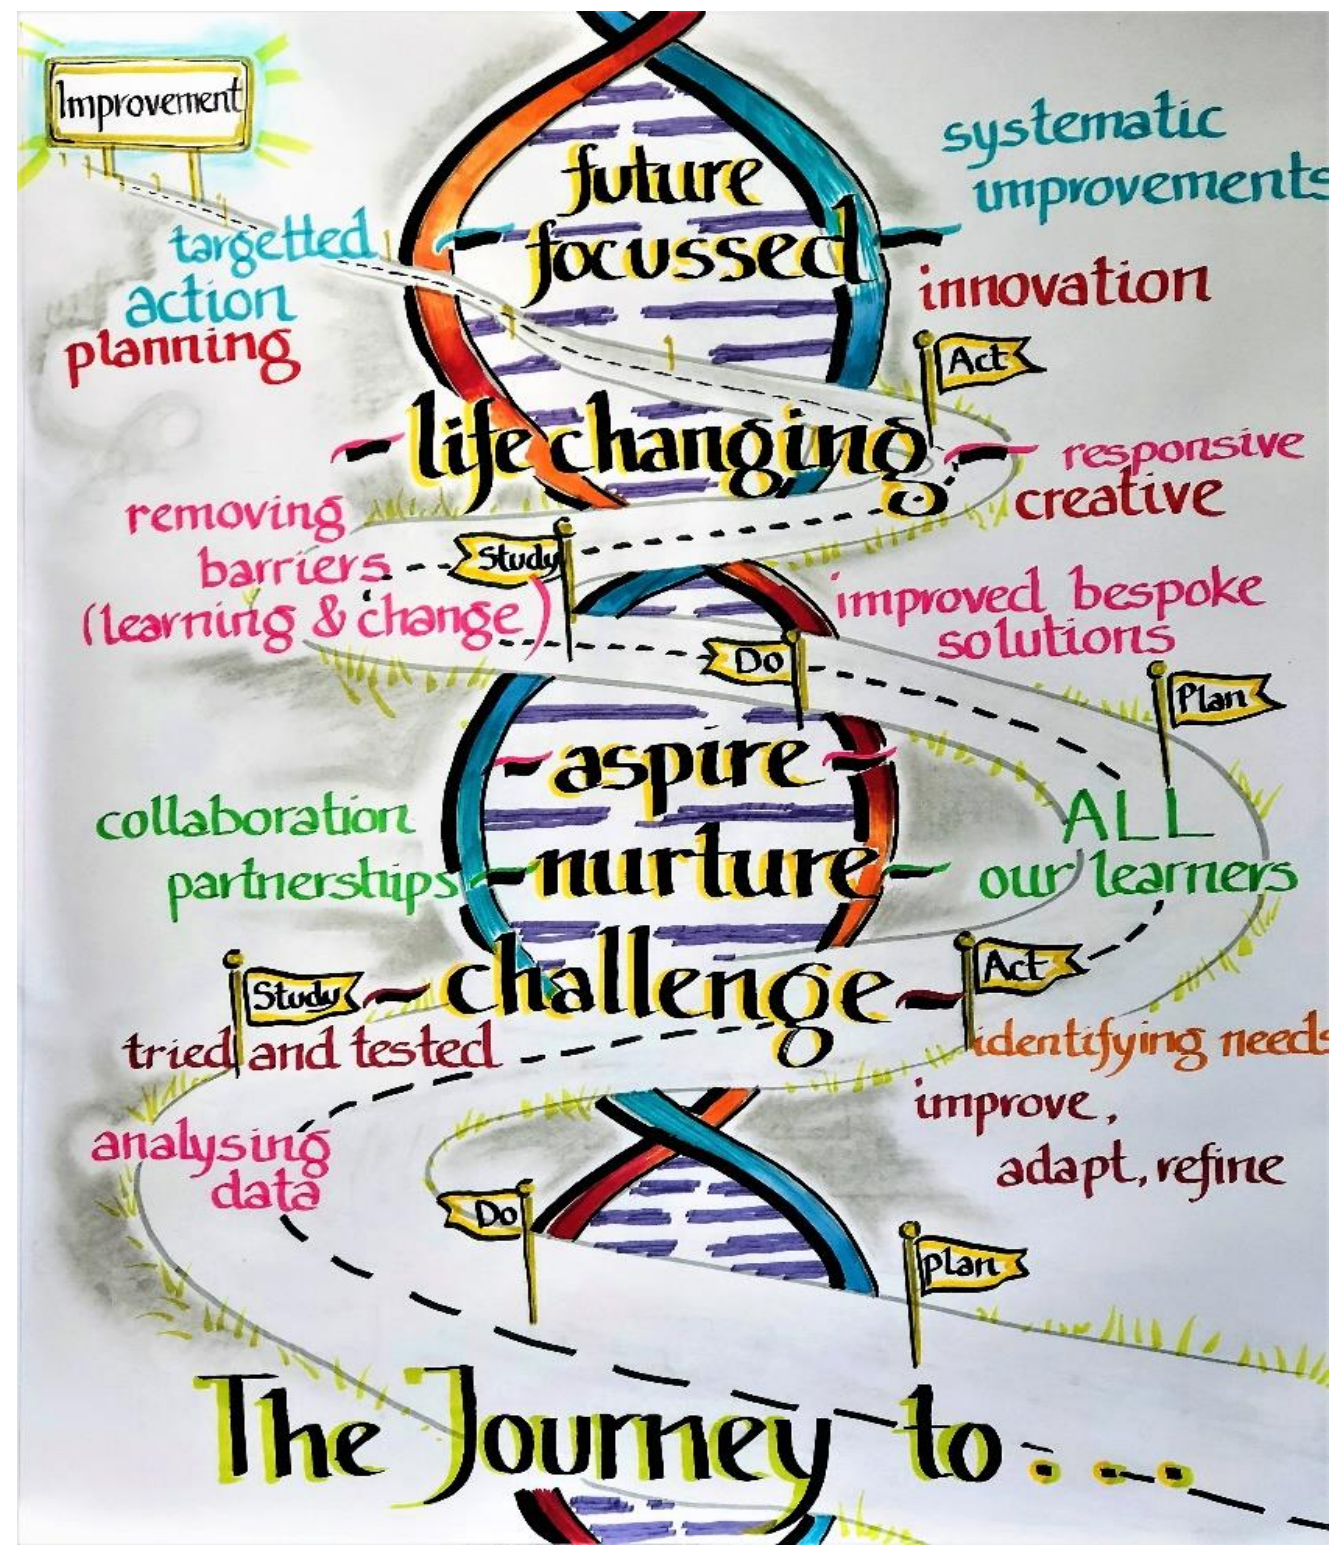 Improvement
future
focussed
systematic
improvements
targetted
action
planning
innovation
Act
life changing
responsive
creative
removing
barriers
(learning & change)
Study
improved bespoke
solutions
Do
Plan
aspire
nurture
challenge
collaboration
partnerships
ALL
our learners
Study
tried and tested
Act
identifying needs
improve,
adapt, refine
analysing
data
Do
plan
The Journey to...